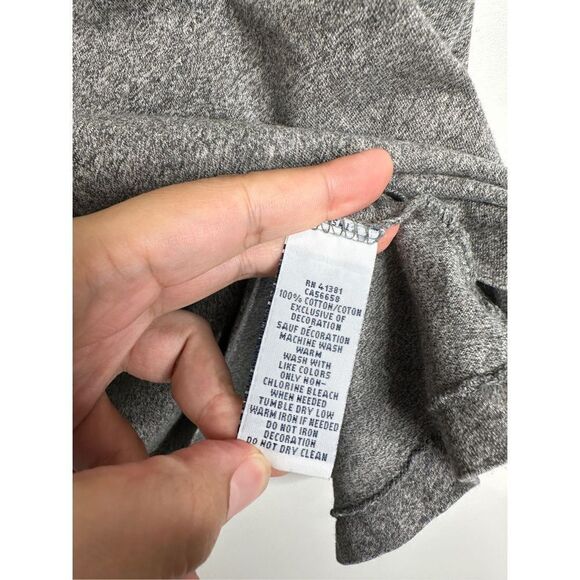 RN 41381
CA56658
100% COTTON/COTON
EXCLUSIVE OF
DECORATION
SAUF DÉCORATION
MACHINE WASH
WARM
WASH WITH
LIKE COLORS
ONLY NON-
CHLORINE BLEACH
WHEN NEEDED
TUMBLE DRY LOW
WARM IRON IF NEEDED
DO NOT IRON
DECORATION
DO NOT DRY CLEAN